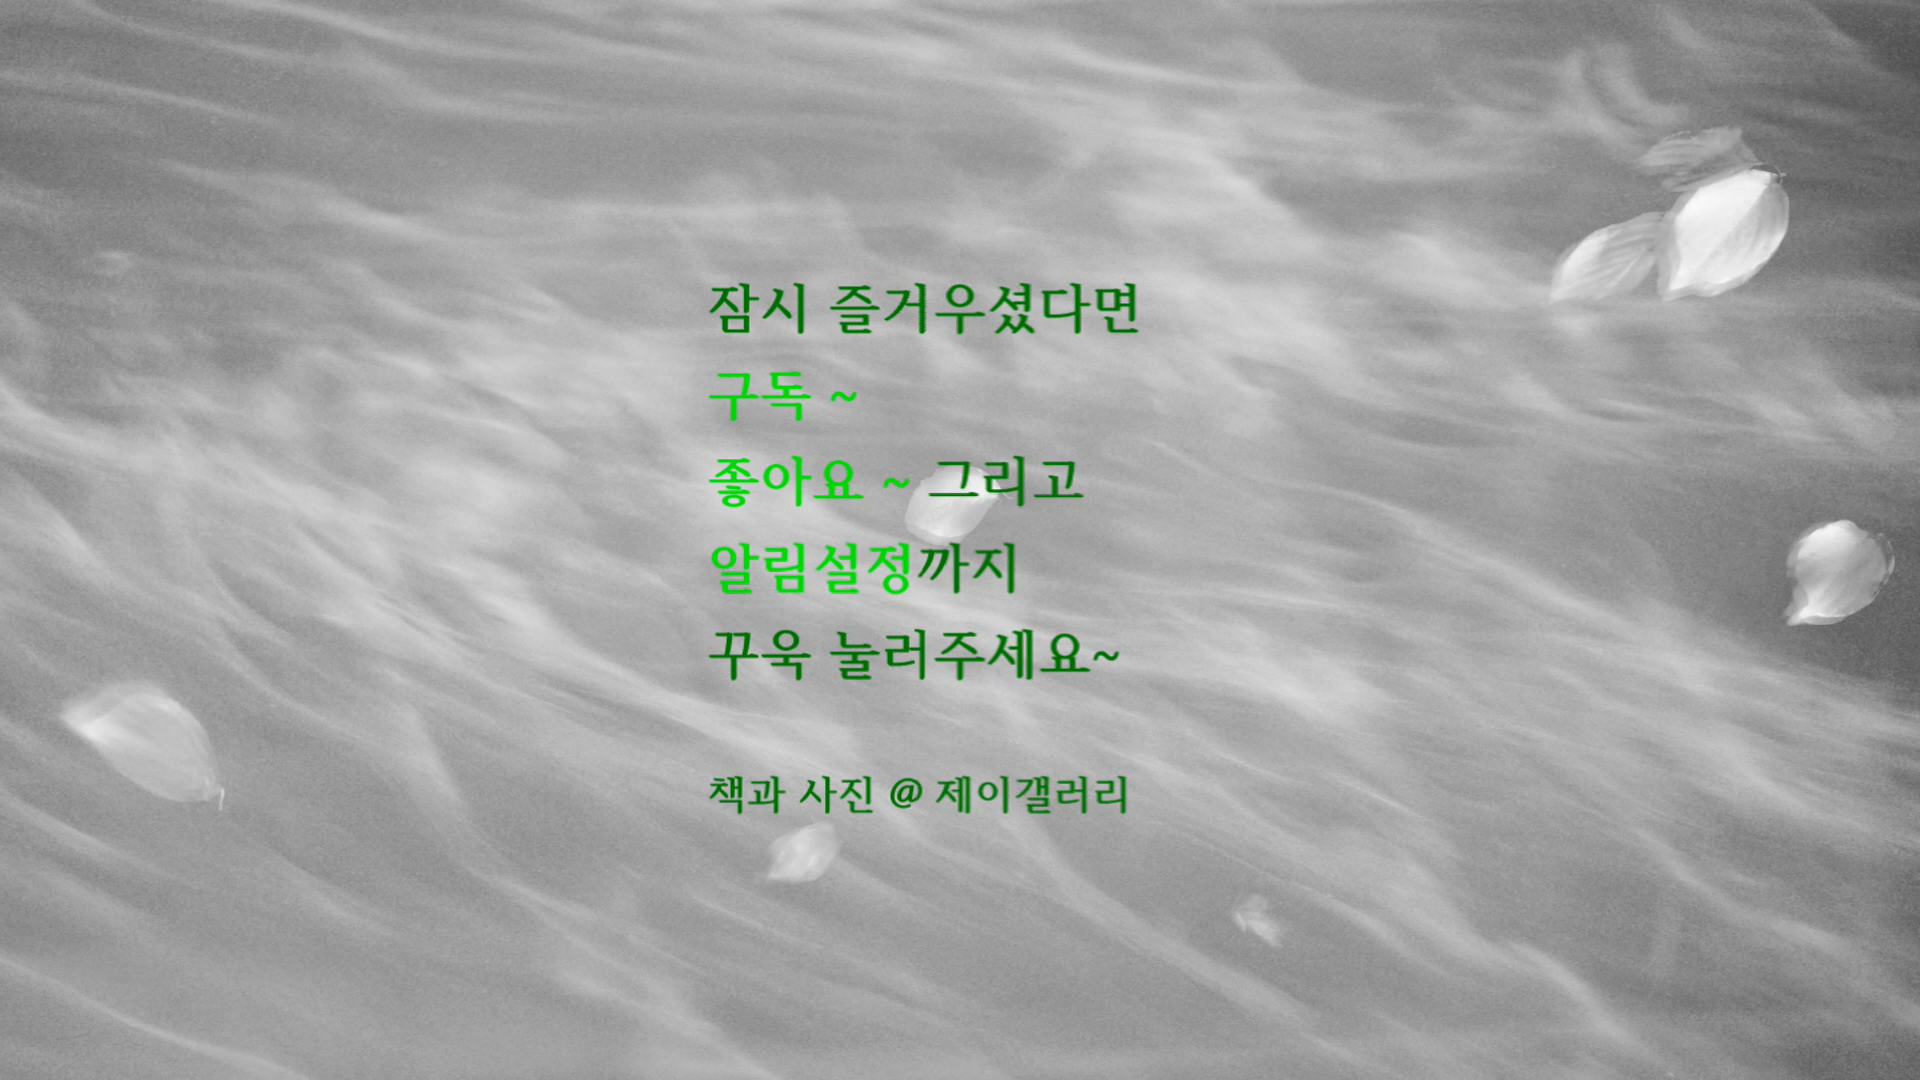 잠시 즐거우셨다면
구독 ~
좋아요 ~ 그리고
알림설정까지
꾸욱 눌러주세요~
책과 사진 @ 제이갤러리